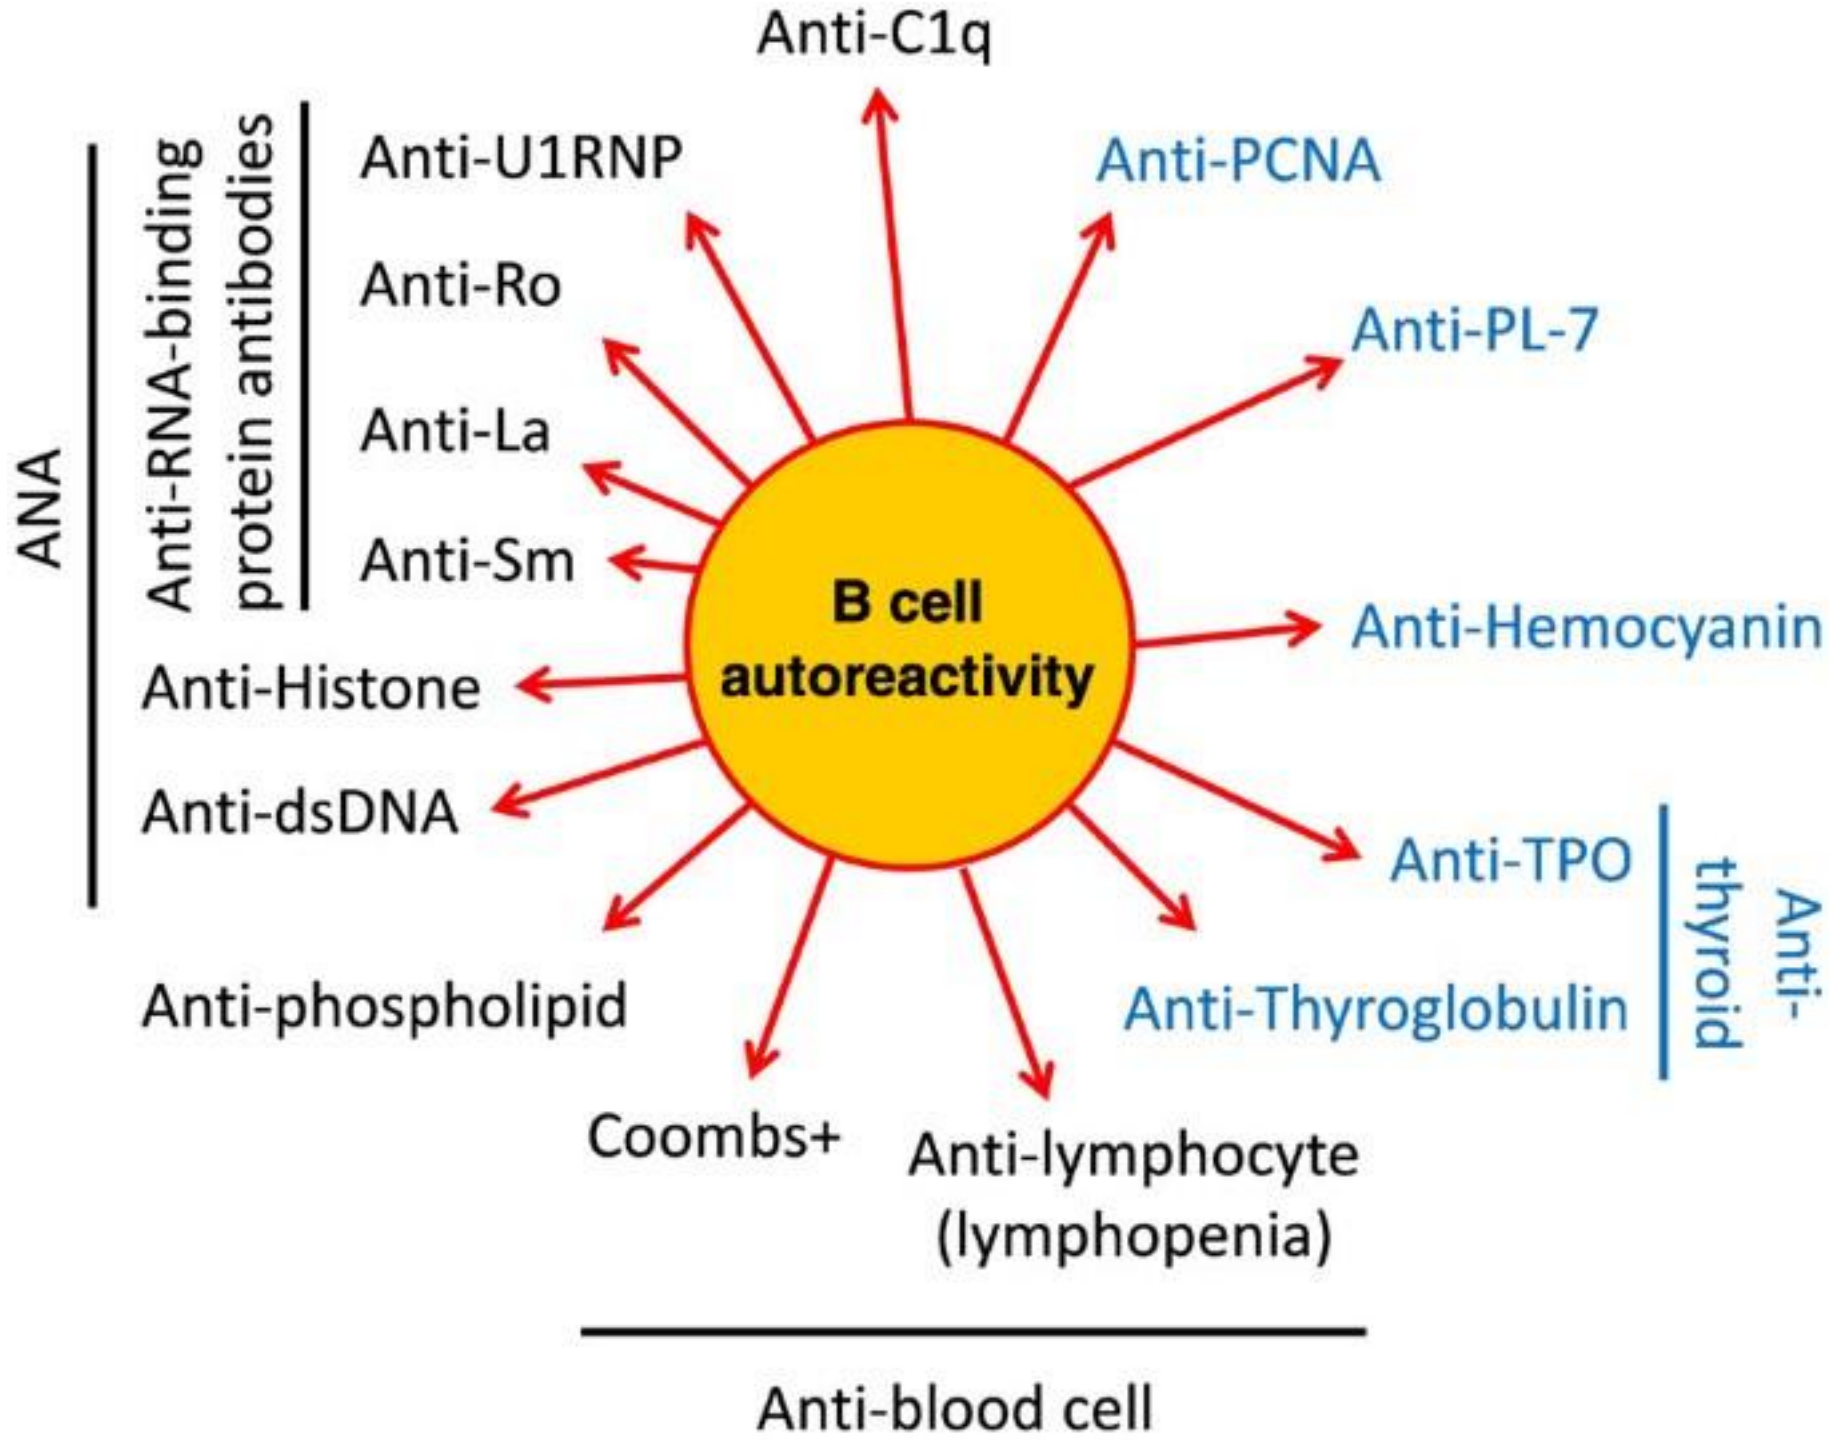 Anti-C1q
Anti-U1RNP
Anti-PCNA
Anti-Ro
Anti-PL-7
Anti-La
Anti-Sm
Anti-RNA-binding
protein antibodies
ANA
B cell
autoreactivity
Anti-Hemocyanin
Anti-Histone
Anti-dsDNA
Anti-TPO
Anti-Thyroglobulin
Anti-
thyroid
Anti-phospholipid
Coombs+
Anti-lymphocyte
(lymphopenia)
Anti-blood cell